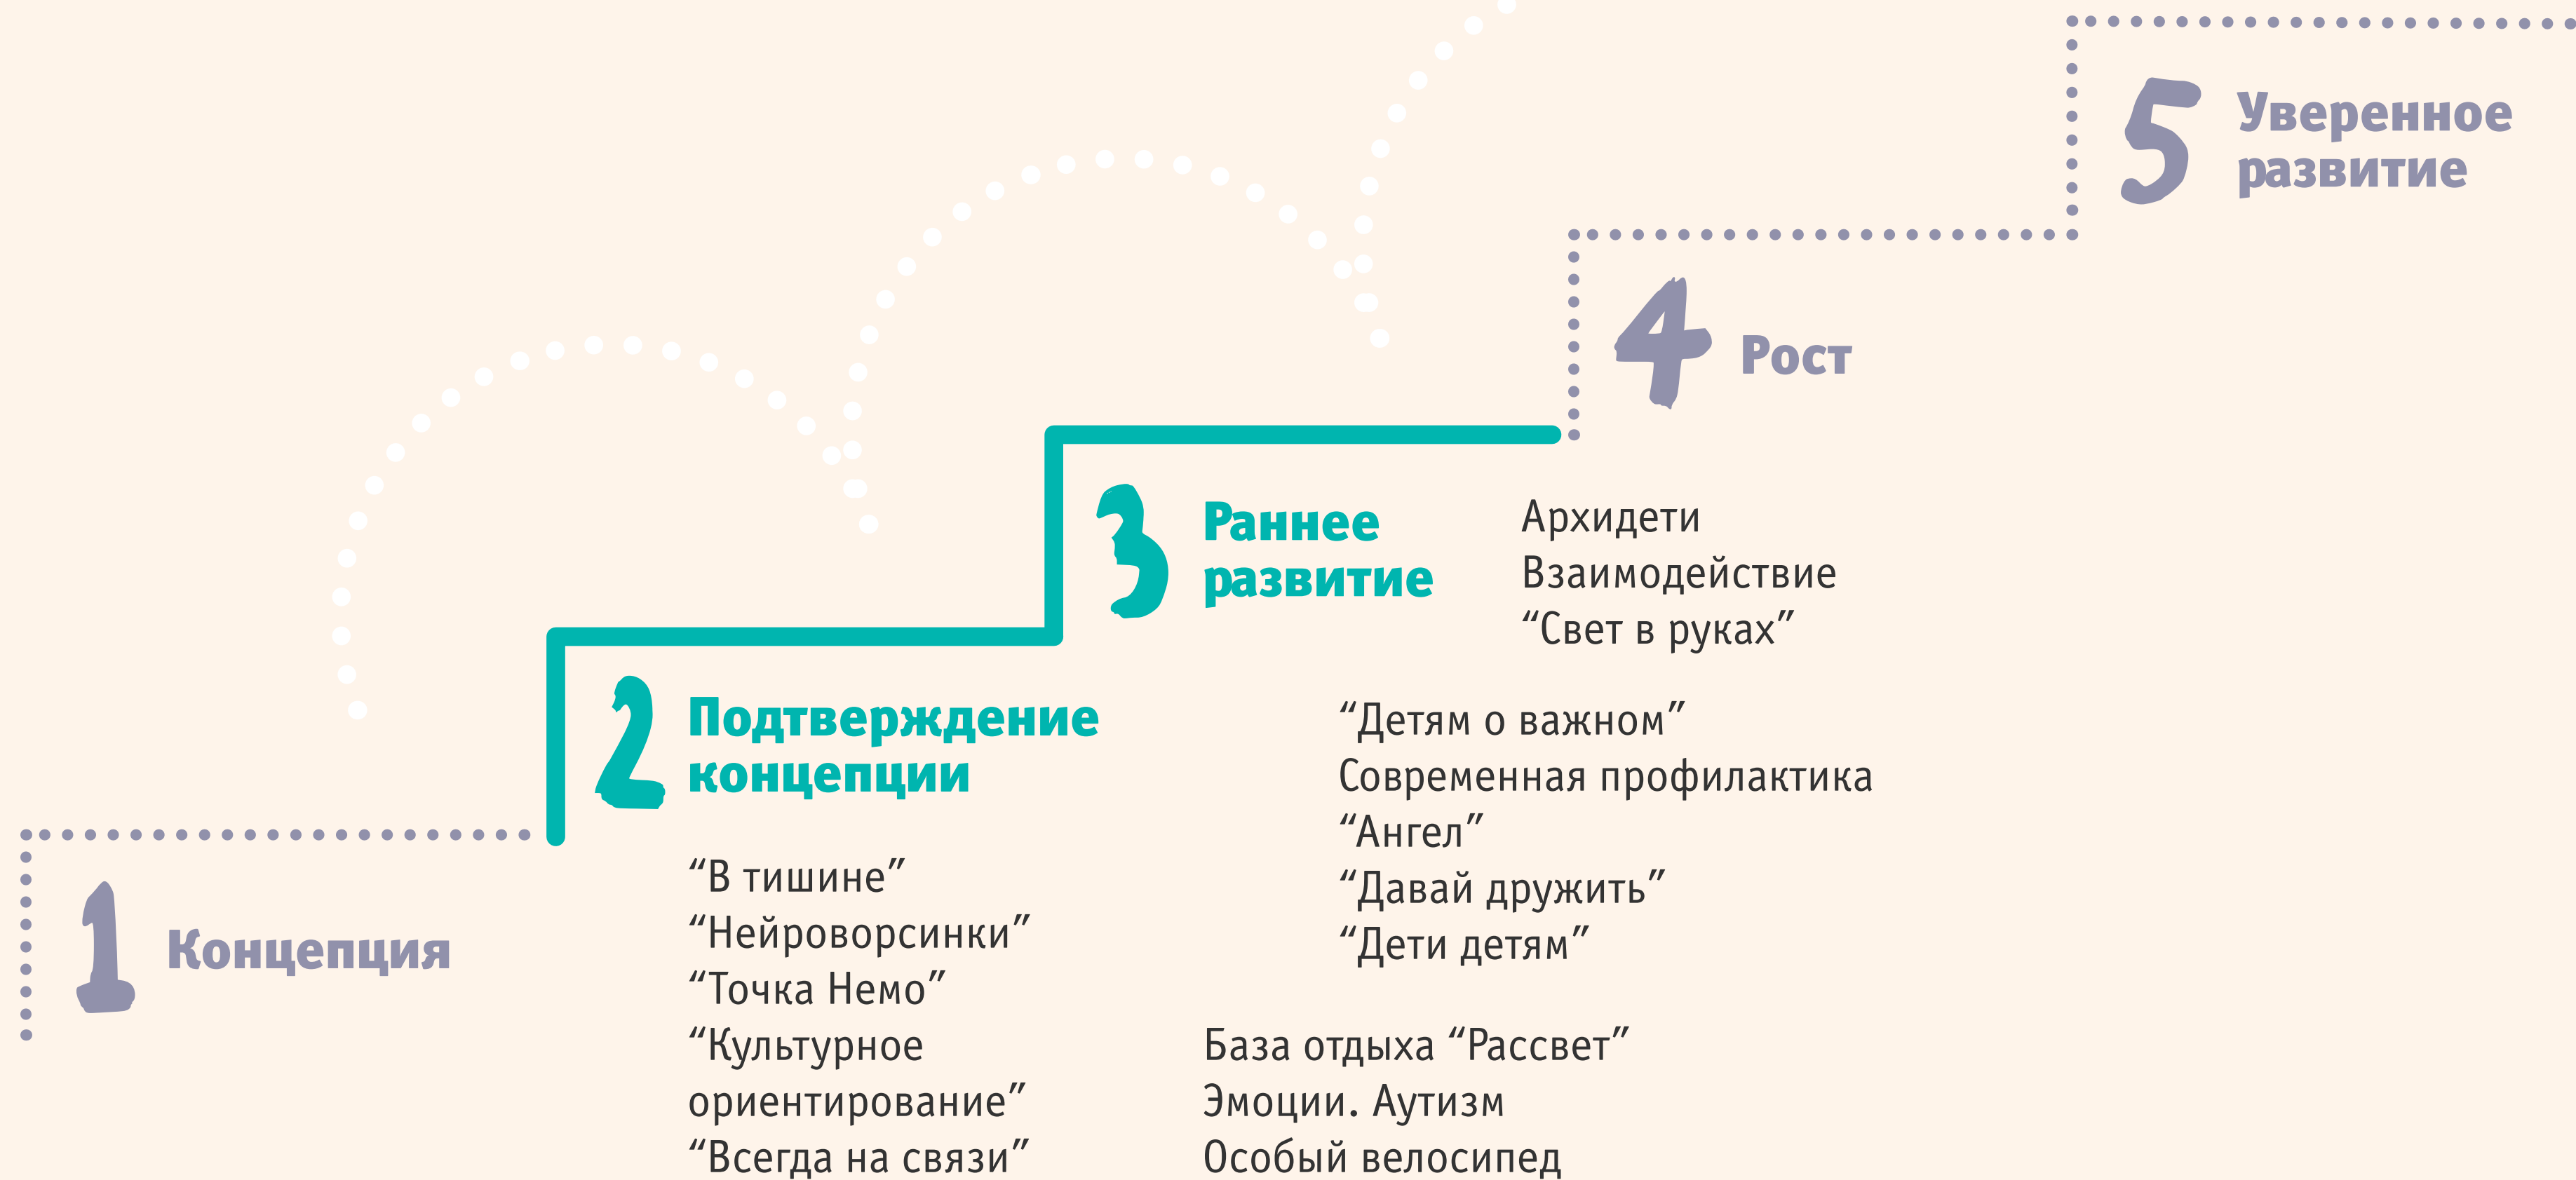 1
Концепция
2
Подтверждение
концепции
“В тишине”
“Нейроворсинки”
“Точка Немо”
“Культурное
ориентирование”
“Всегда на связи”
3
Раннее
развитие
Архидети
Взаимодействие
“Свет в руках”
“Детям о важном”
Современная профилактика
“Ангел”
“Давай дружить”
“Дети детям”
База отдыха “Рассвет”
Эмоции. Аутизм
Особый велосипед
4
Рост
5
Уверенное
развитие